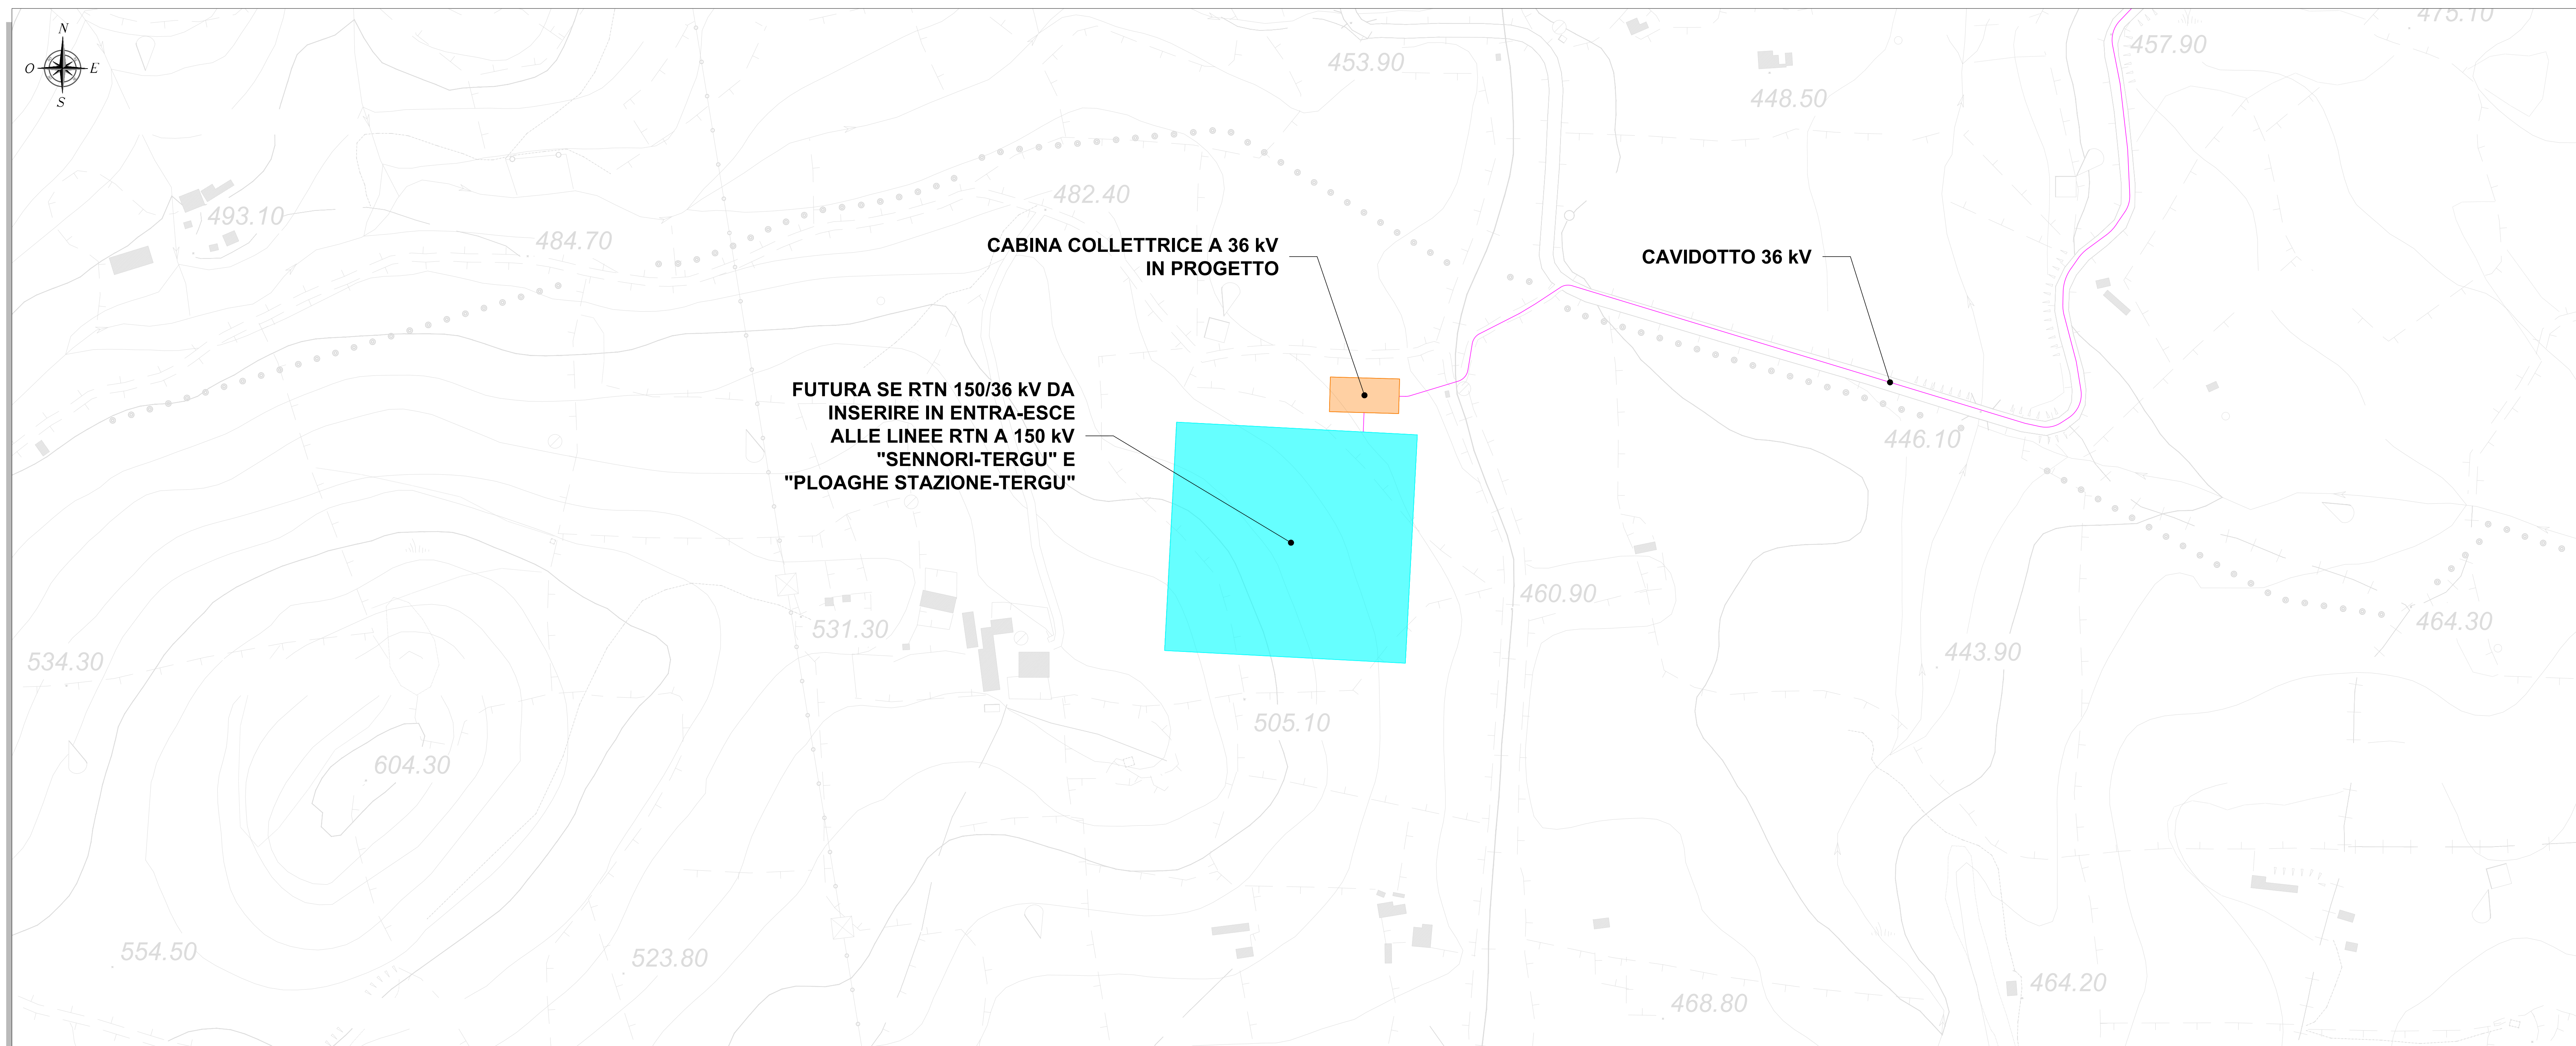 N
O
E
S
453.90
448.50
457.90
475.10
493.10
484.70
482.40
CABINA COLLETTRICE A 36 kV
IN PROGETTO
CAVIDOTTO 36 kV
FUTURA SE RTN 150/36 kV DA
INSERIRE IN ENTRA-ESCE
ALLE LINEE RTN A 150 kV
"SENNORI-TERGU" E
"PLOAGHE STAZIONE-TERGU"
446.10
460.90
464.30
531.30
534.30
443.90
505.10
604.30
554.50
523.80
464.20
468.80